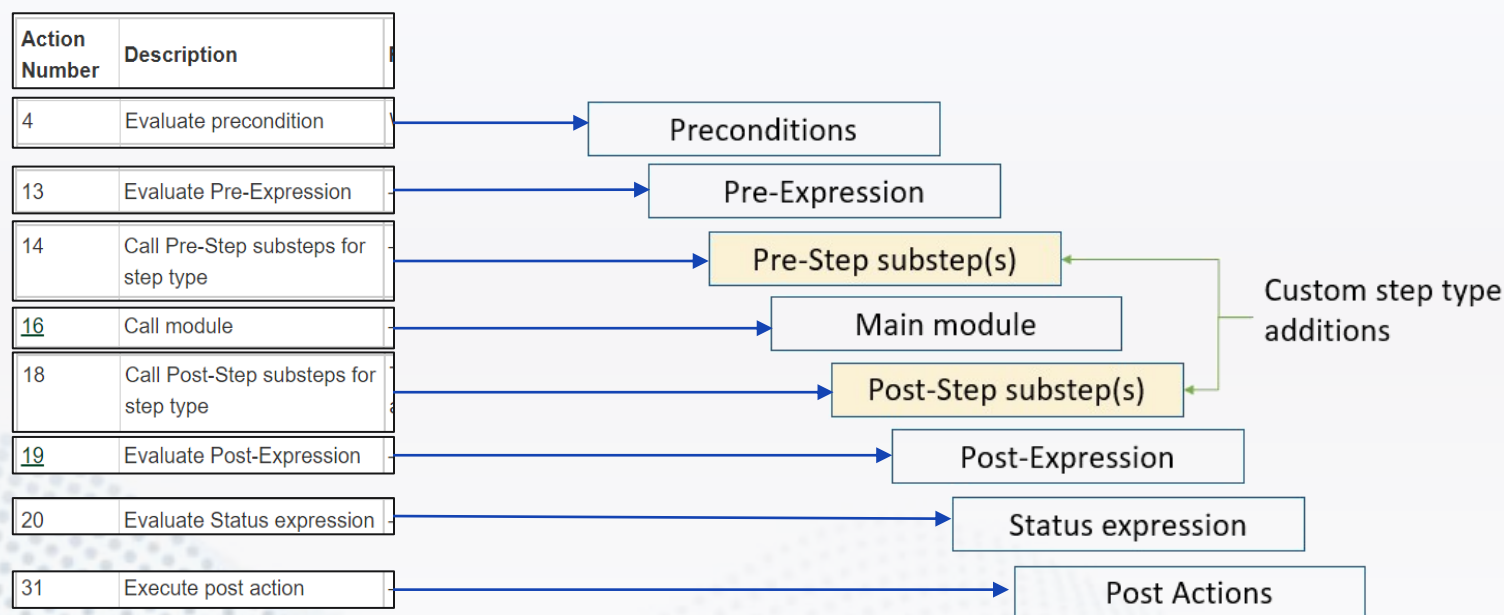 Action
Number
Description
4
Evaluate precondition
Preconditions
13
Evaluate Pre-Expression
Pre-Expression
14
Call Pre-Step substeps for
step type
Pre-Step substep(s)
16
Call module
Main module
Custom step type
additions
18
Call Post-Step substeps for
step type
Post-Step substep(s)
19
Evaluate Post-Expression
Post-Expression
20
Evaluate Status expression
Status expression
31
Execute post action
Post Actions